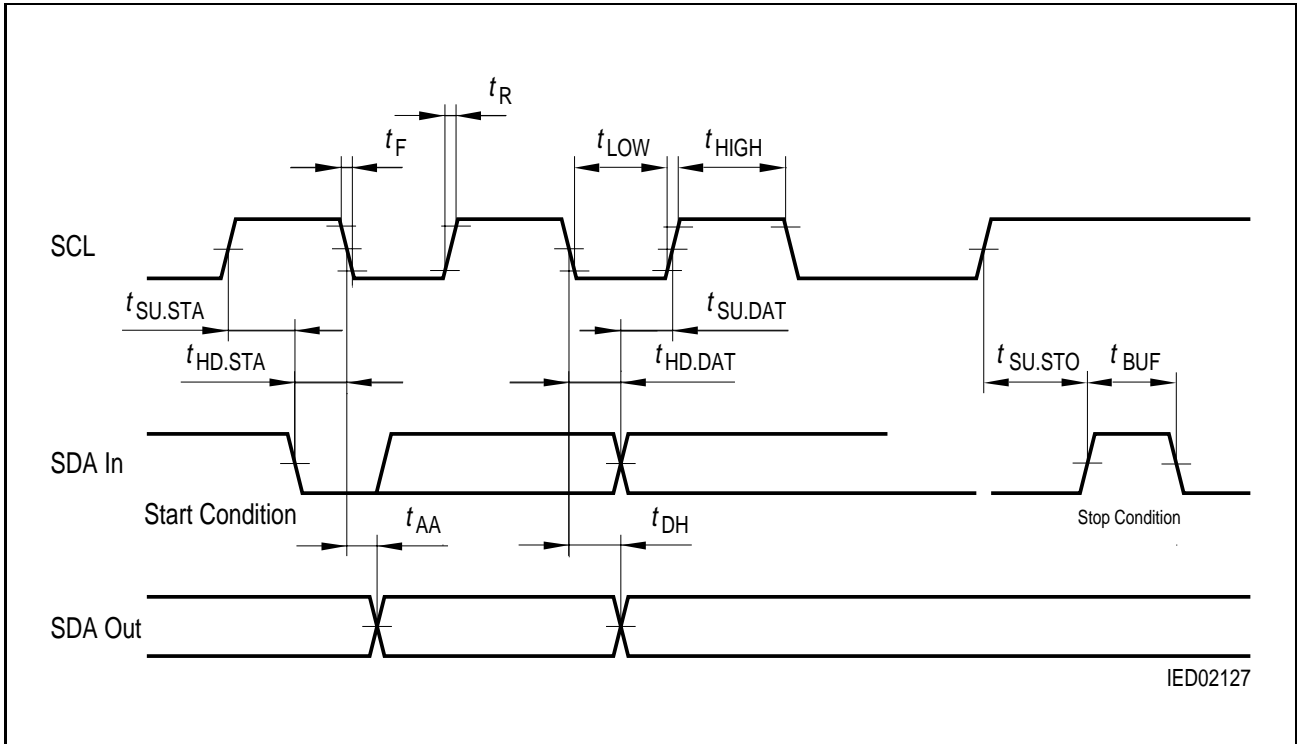 tR
tF
tLOW
tHIGH
SCL
tSU.STA
tSU.DAT
tHD.STA
tHD.DAT
tSU.STO
tBUF
SDA In
Start Condition
tAA
tDH
Stop Condition
SDA Out
IED02127